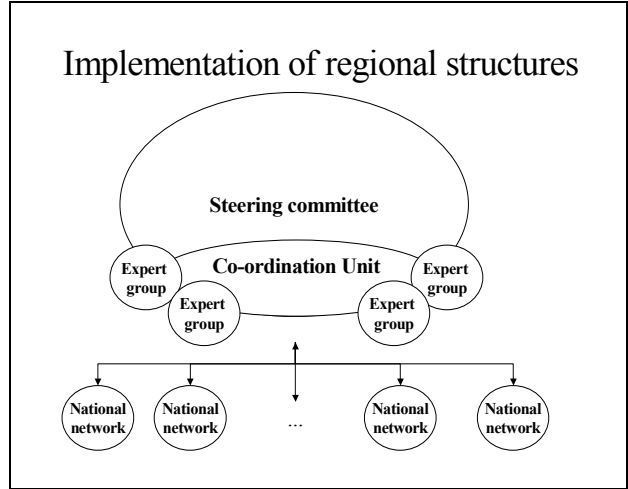 Implementation of regional structures
Steering committee
Co-ordination Unit
Expert
group
Expert
group
Expert
group
Expert
group
National
network
National
network
...
National
network
National
network